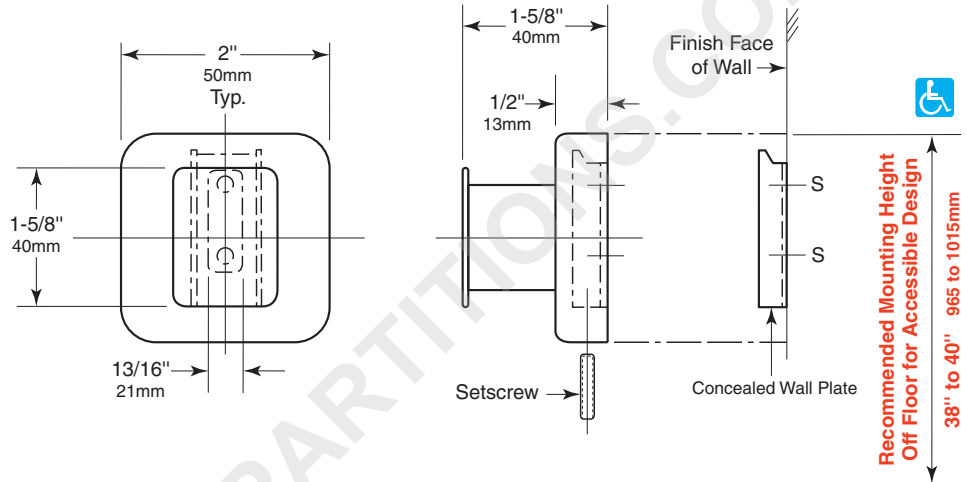 2"
50mm
Typ.
1-5/8"
40mm
13/16"
21mm
1-5/8"
40mm
1/2"
13mm
Setscrew
Finish Face
of Wall
S
S
Concealed Wall Plate
Recommended Mounting Height
Off Floor for Accessible Design
38" to 40" 965 to 1015mm
PARTITIONS.CO